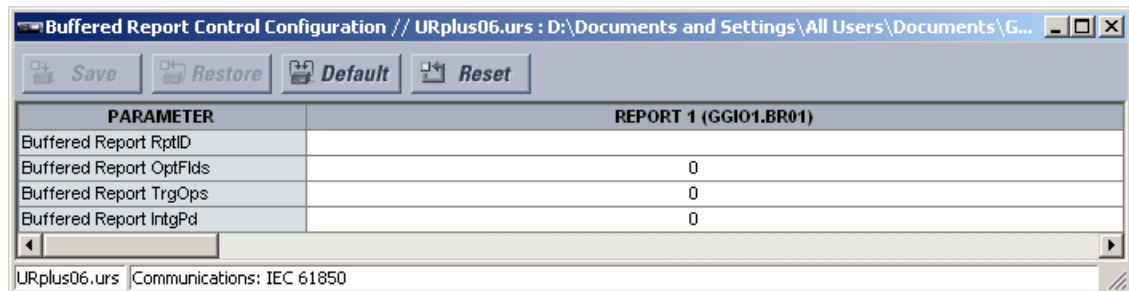 Buffered Report Control Configuration // URplus06.urs : D:\Documents and Settings\All Users\Documents\G...
Save Restore Default Reset
PARAMETER REPORT 1 (GGIO1.BR01)
Buffered Report RptID
Buffered Report OptFlds 0
Buffered Report TrgOps 0
Buffered Report IntgPd 0
URplus06.urs Communications: IEC 61850